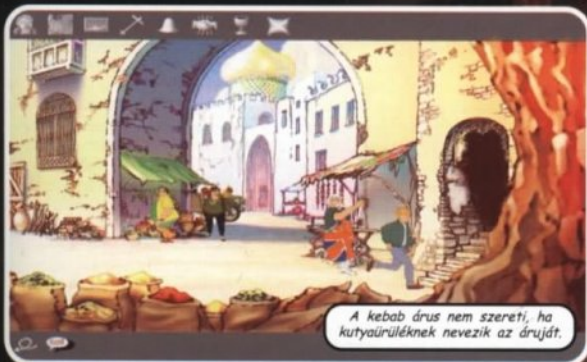 A kebab árus nem szereti, ha
kutyaürüléknek nevezik az áruját.